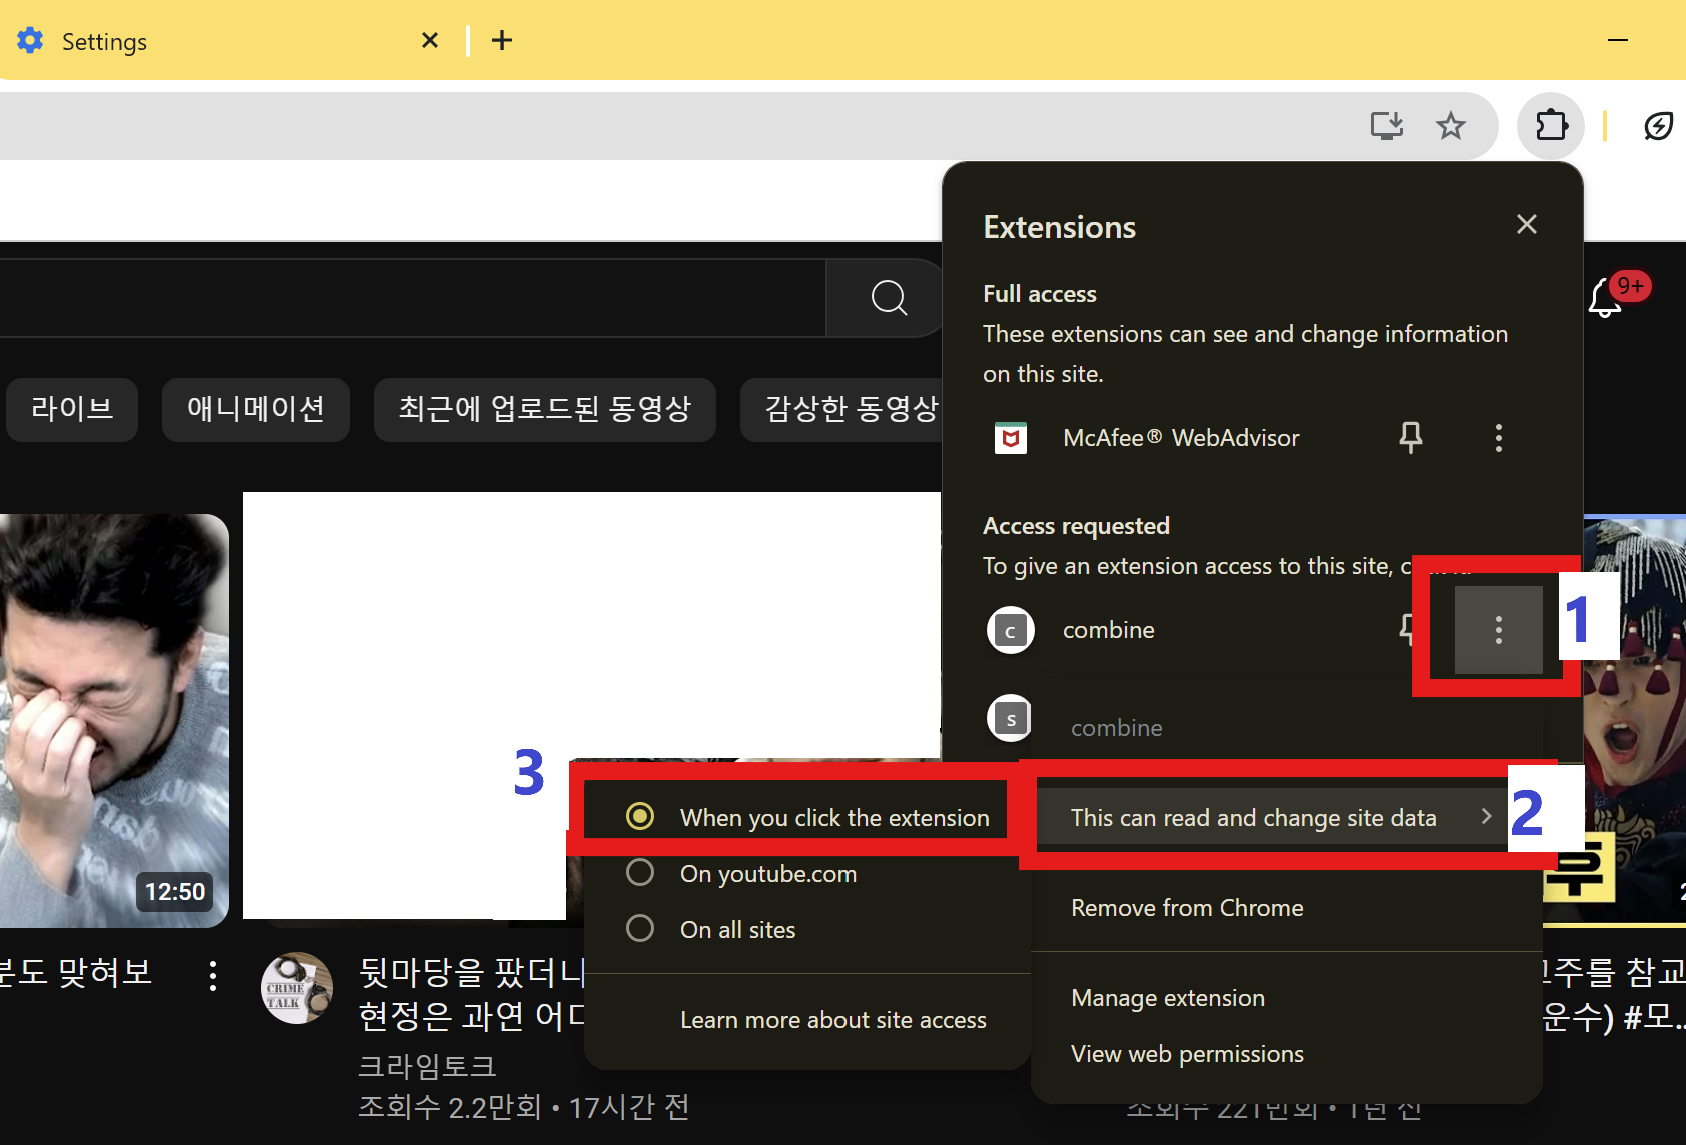 Settings
Extensions
Full access
These extensions can see and change information
on this site.
9+
라이브
애니메이션
최근에 업로드된 동영상
감상한 동영상
McAfee® WebAdvisor
Access requested
To give an extension access to this site,
1
c
combine
s
combine
3
When you click the extension
This can read and change site data
2
On youtube.com
후
12:50
Remove from Chrome
On all sites
분도 맞혀보
CRIME
TALK
뒷마당을 팠더니
고주를 참고
현정은 과연 어디
Manage extension
운수) #모...
Learn more about site access
View web permissions
크라임토크
조회수 2.2만회 • 17시간 전
조회수 221만회 • 1년 전